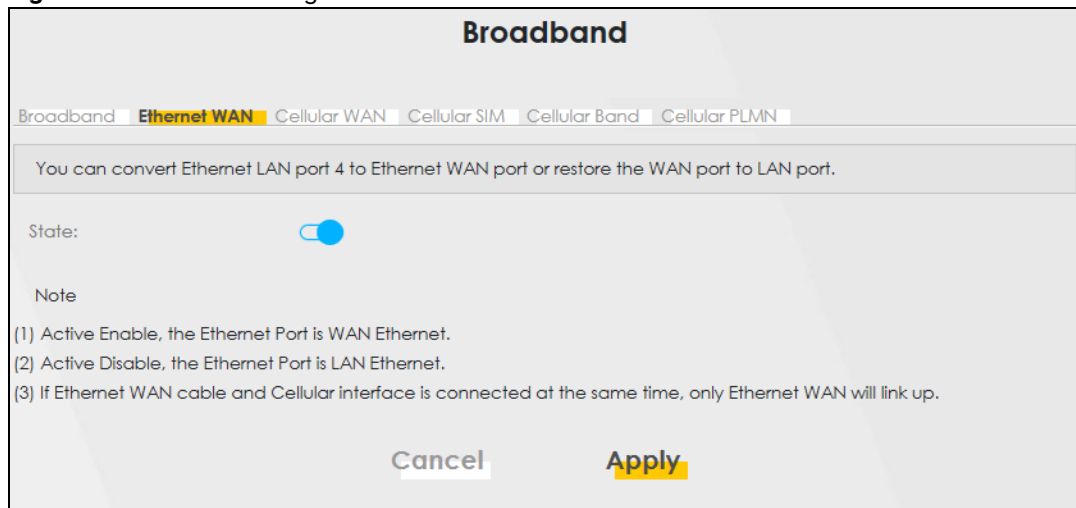 Broadband
Broadband Ethernet WAN Cellular WAN Cellular SIM Cellular Band Cellular PLMN
You can convert Ethernet LAN port 4 to Ethernet WAN port or restore the WAN port to LAN port.
State:
Note
(1) Active Enable, the Ethernet Port is WAN Ethernet.
(2) Active Disable, the Ethernet Port is LAN Ethernet.
(3) If Ethernet WAN cable and Cellular interface is connected at the same time, only Ethernet WAN will link up.
Cancel Apply